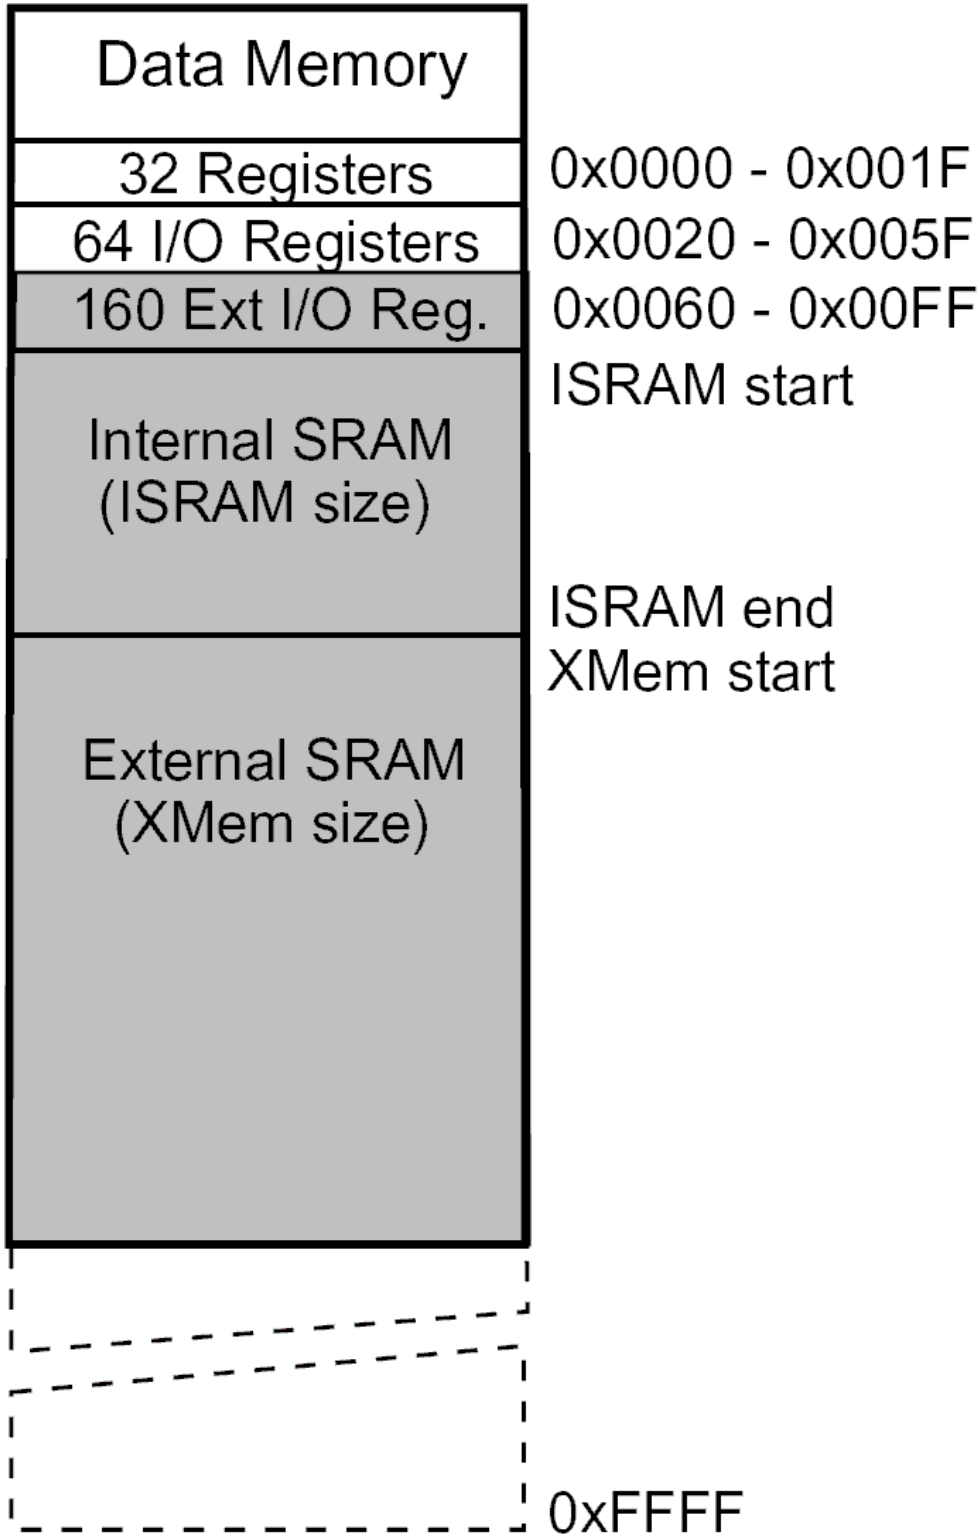 Data Memory
32 Registers 0x0000 - 0x001F
64 I/O Registers 0x0020 - 0x005F
160 Ext I/O Reg. 0x0060 - 0x00FF
ISRAM start
Internal SRAM
(ISRAM size)
ISRAM end
XMem start
External SRAM
(XMem size)
0xFFFF